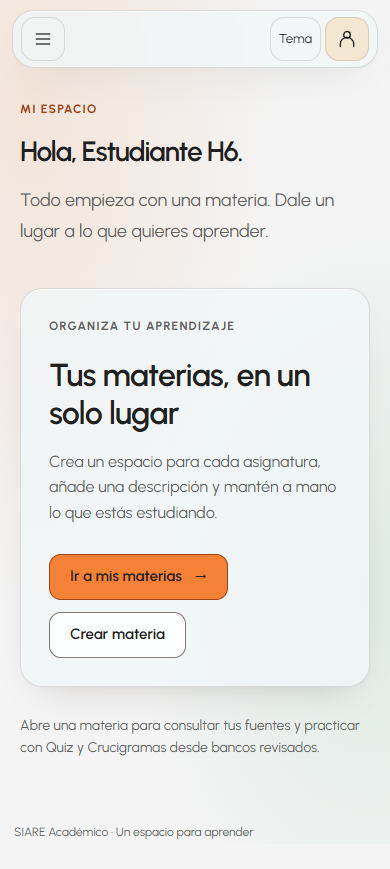 Tema
MI ESPACIO
Hola, Estudiante H6.
Todo empieza con una materia. Dale un
lugar a lo que quieres aprender.
ORGANIZA TU APRENDIZAJE
Tus materias, en un
solo lugar
Crea un espacio para cada asignatura,
añade una descripción y mantén a mano
lo que estás estudiando.
Ir a mis materias →
Crear materia
Abre una materia para consultar tus fuentes y practicar
con Quiz y Crucigramas desde bancos revisados.
SIARE Académico · Un espacio para aprender